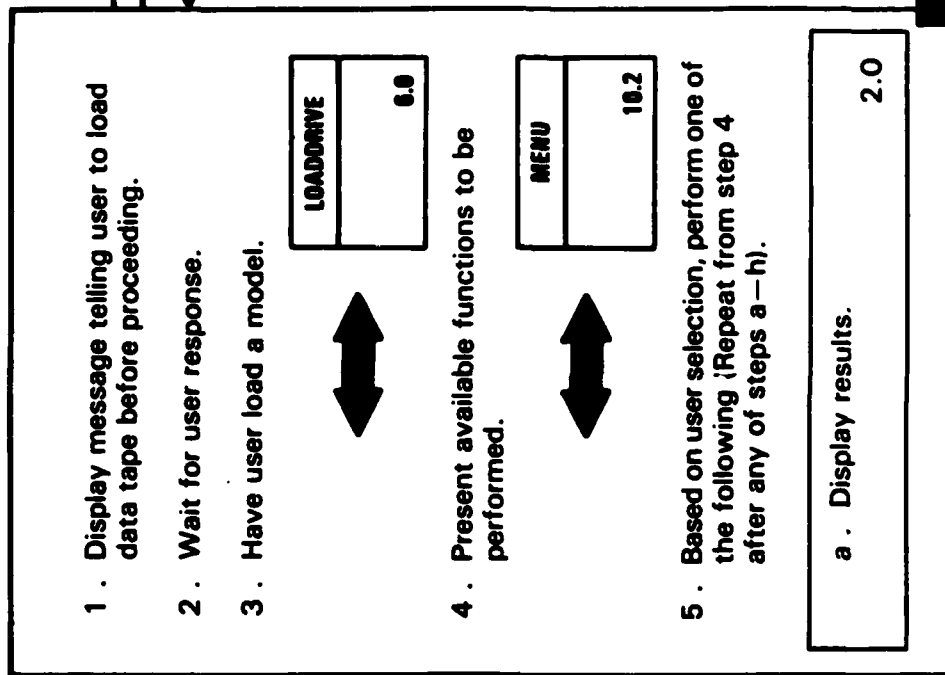 1 . Display message telling user to load
data tape before proceeding.
2 . Wait for user response.
3 . Have user load a model.
LOADDRIVE
6.0
4 . Present available functions to be
performed.
MENU
10.2
5 . Based on user selection, perform one of
the following (Repeat from step 4
after any of steps a—h).
a . Display results.
2.0